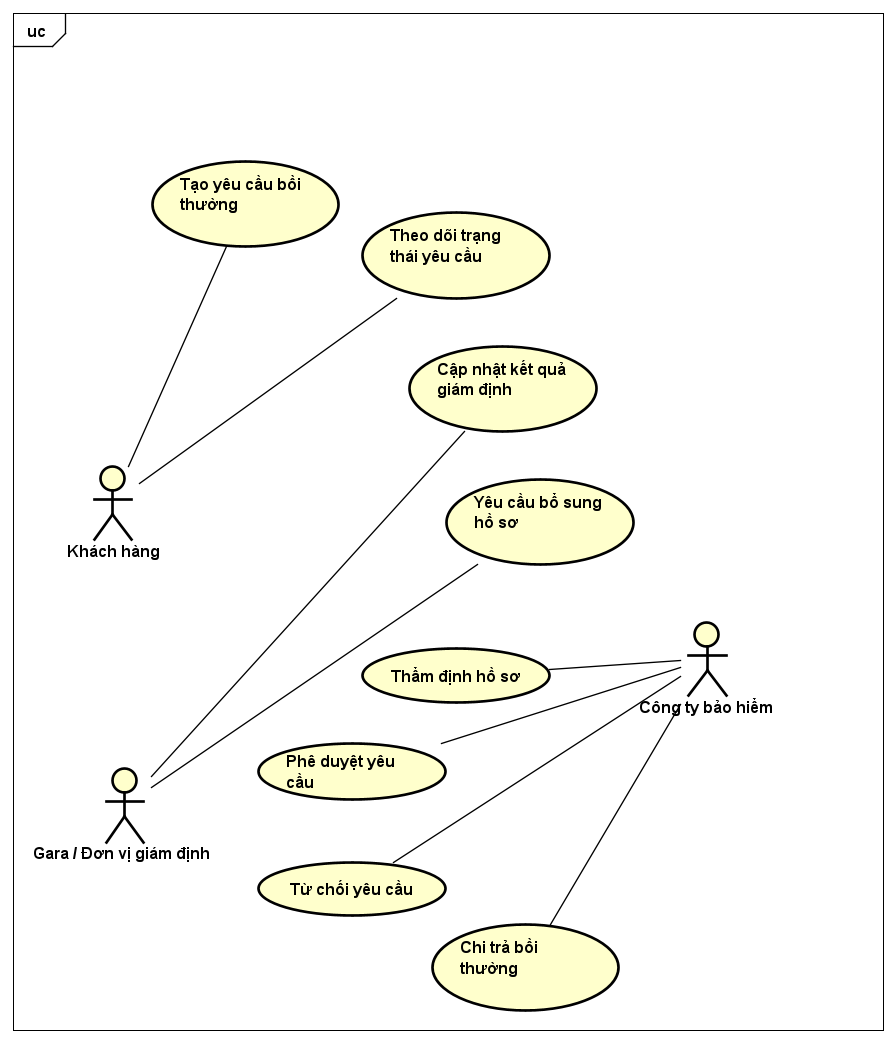 uc
Tạo yêu cầu bồi
thường
Theo dõi trạng
thái yêu cầu
Cập nhật kết quả
giám định
Yêu cầu bổ sung
hồ sơ
Khách hàng
Thẩm định hồ sơ
Công ty bảo hiểm
Phê duyệt yêu
cầu
Gara / Đơn vị giám định
Từ chối yêu cầu
Chi trả bồi
thường